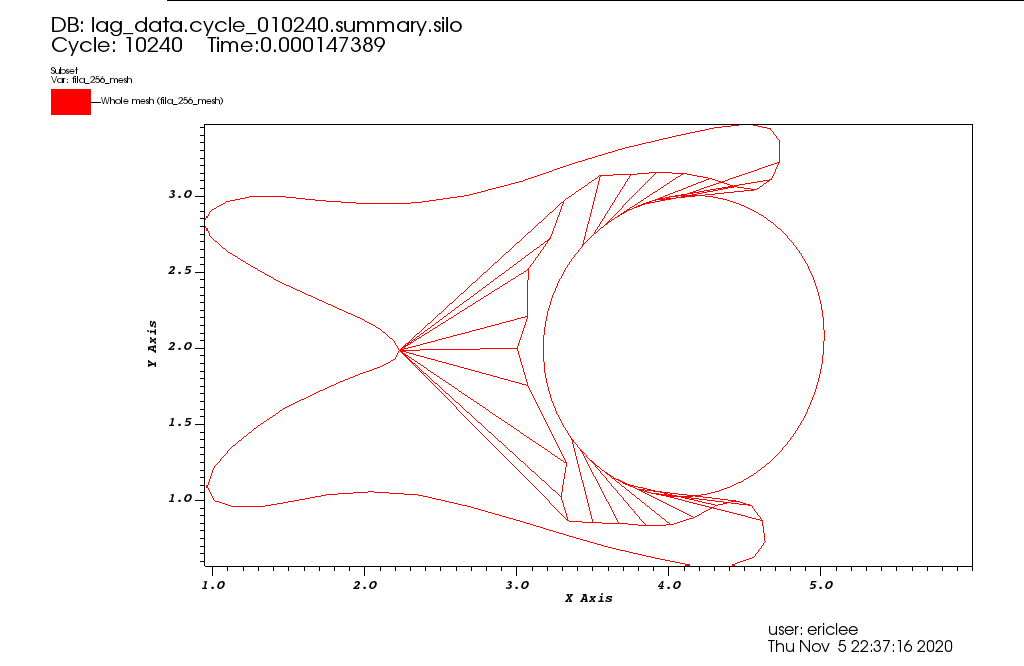 DB: lag_data.cycle_010240.summary.silo
Cycle: 10240 Time:0.000147389
Subset
Var: fila_256_mesh
Whole mesh (fila_256_mesh)
3.0
2.5
2.0
1.5
1.0
Y Axis
1.0 2.0 3.0 4.0 5.0
X Axis
user: ericlee
Thu Nov 5 22:37:16 2020